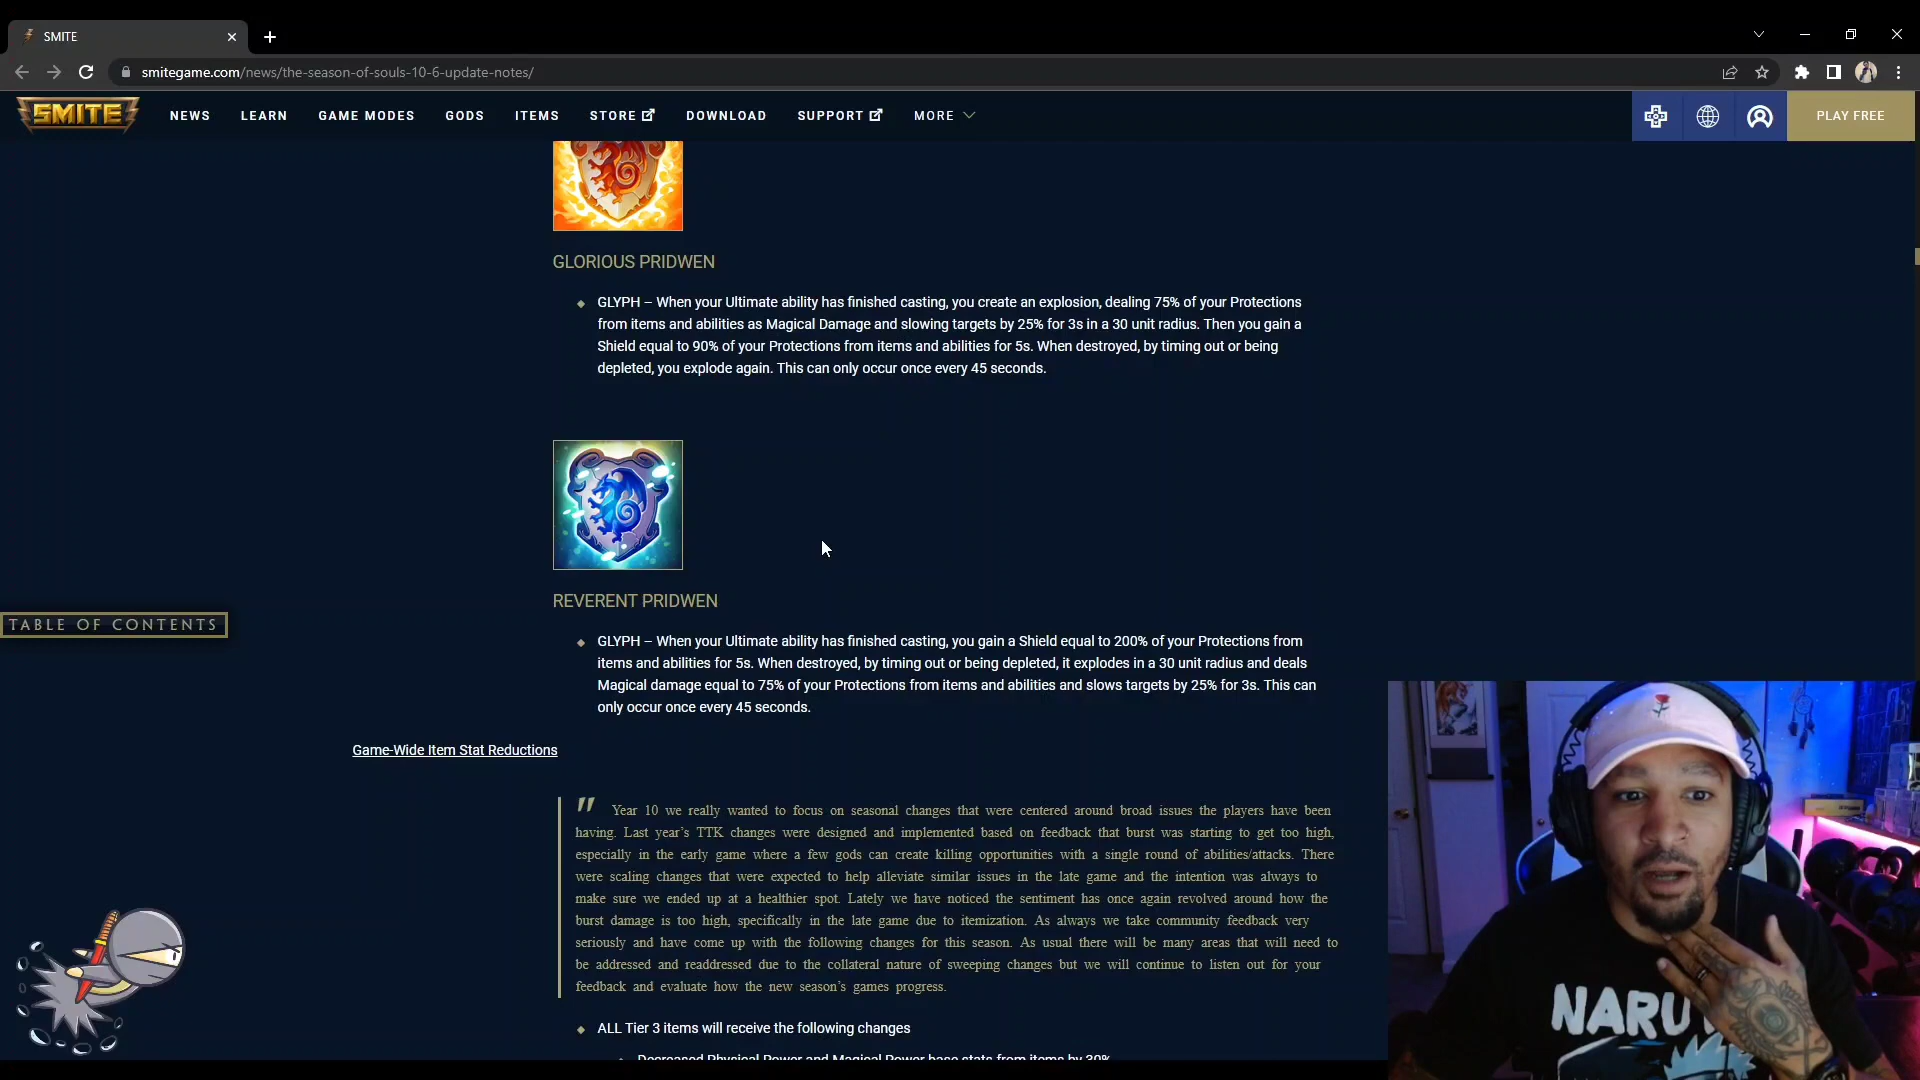 SMITE
smitegame.com/news/the-season-of-souls-10-6-update-notes/
SMITE
NEWS LEARN GAME MODES GODS ITEMS STORE DOWNLOAD SUPPORT MORE
PLAY FREE
GLORIOUS PRIDWEN
GLYPH – When your Ultimate ability has finished casting, you create an explosion, dealing 75% of your Protections
from items and abilities as Magical Damage and slowing targets by 25% for 3s in a 30 unit radius. Then you gain a
Shield equal to 90% of your Protections from items and abilities for 5s. When destroyed, by timing out or being
depleted, you explode again. This can only occur once every 45 seconds.
REVERENT PRIDWEN
TABLE OF CONTENTS
GLYPH – When your Ultimate ability has finished casting, you gain a Shield equal to 200% of your Protections from
items and abilities for 5s. When destroyed, by timing out or being depleted, it explodes in a 30 unit radius and deals
Magical damage equal to 75% of your Protections from items and abilities and slows targets by 25% for 3s. This can
only occur once every 45 seconds.
Game-Wide Item Stat Reductions
" Year 10 we really wanted to focus on seasonal changes that were centered around broad issues the players have been
having. Last year's TTK changes were designed and implemented based on feedback that burst was starting to get too high,
especially in the early game where a few gods can create killing opportunities with a single round of abilities/attacks. There
were scaling changes that were expected to help alleviate similar issues in the late game and the intention was always to
make sure we ended up at a healthier spot. Lately we have noticed the sentiment has once again revolved around how the
burst damage is too high, specifically in the late game due to itemization. As always we take community feedback very
seriously and have come up with the following changes for this season. As usual there will be many areas that will need to
be addressed and readdressed due to the collateral nature of sweeping changes but we will continue to listen out for your
feedback and evaluate how the new season's games progress.
ALL Tier 3 items will receive the following changes
Decreased Physical Power and Magical Power base stats from items by 30%
NARU